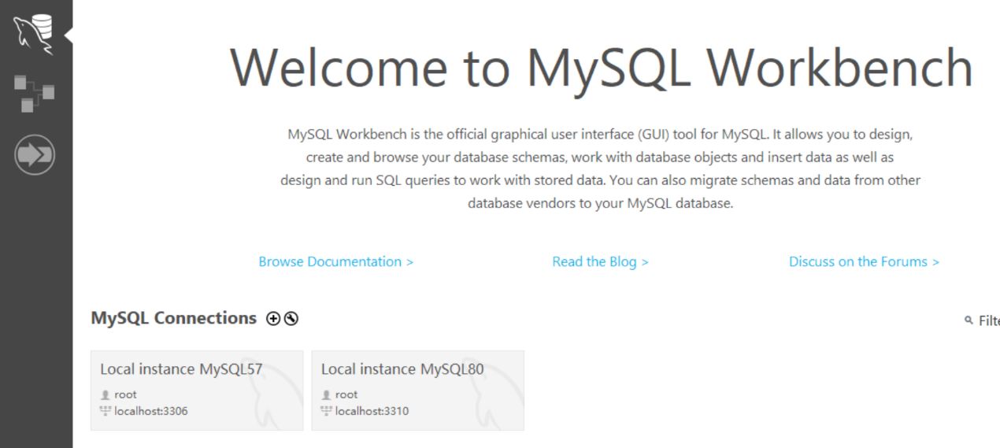 Welcome to MySQL Workbench
MySQL Workbench is the official graphical user interface (GUI) tool for MySQL. It allows you to design,
create and browse your database schemas, work with database objects and insert data as well as
design and run SQL queries to work with stored data. You can also migrate schemas and data from other
database vendors to your MySQL database.
Browse Documentation > Read the Blog > Discuss on the Forums >
MySQL Connections
Local instance MySQL57
root
localhost:3306
Local instance MySQL80
root
localhost:3310